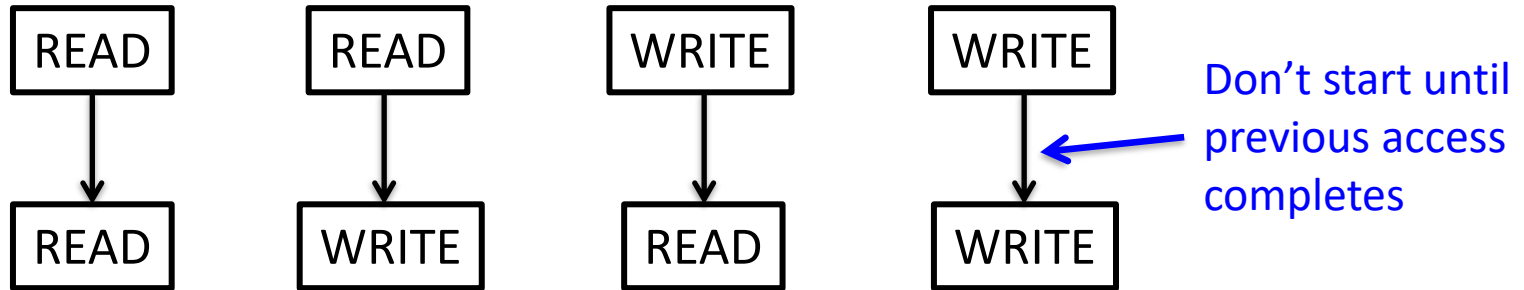 READ READ WRITE WRITE
Don’t start until
previous access
completes
READ WRITE READ WRITE